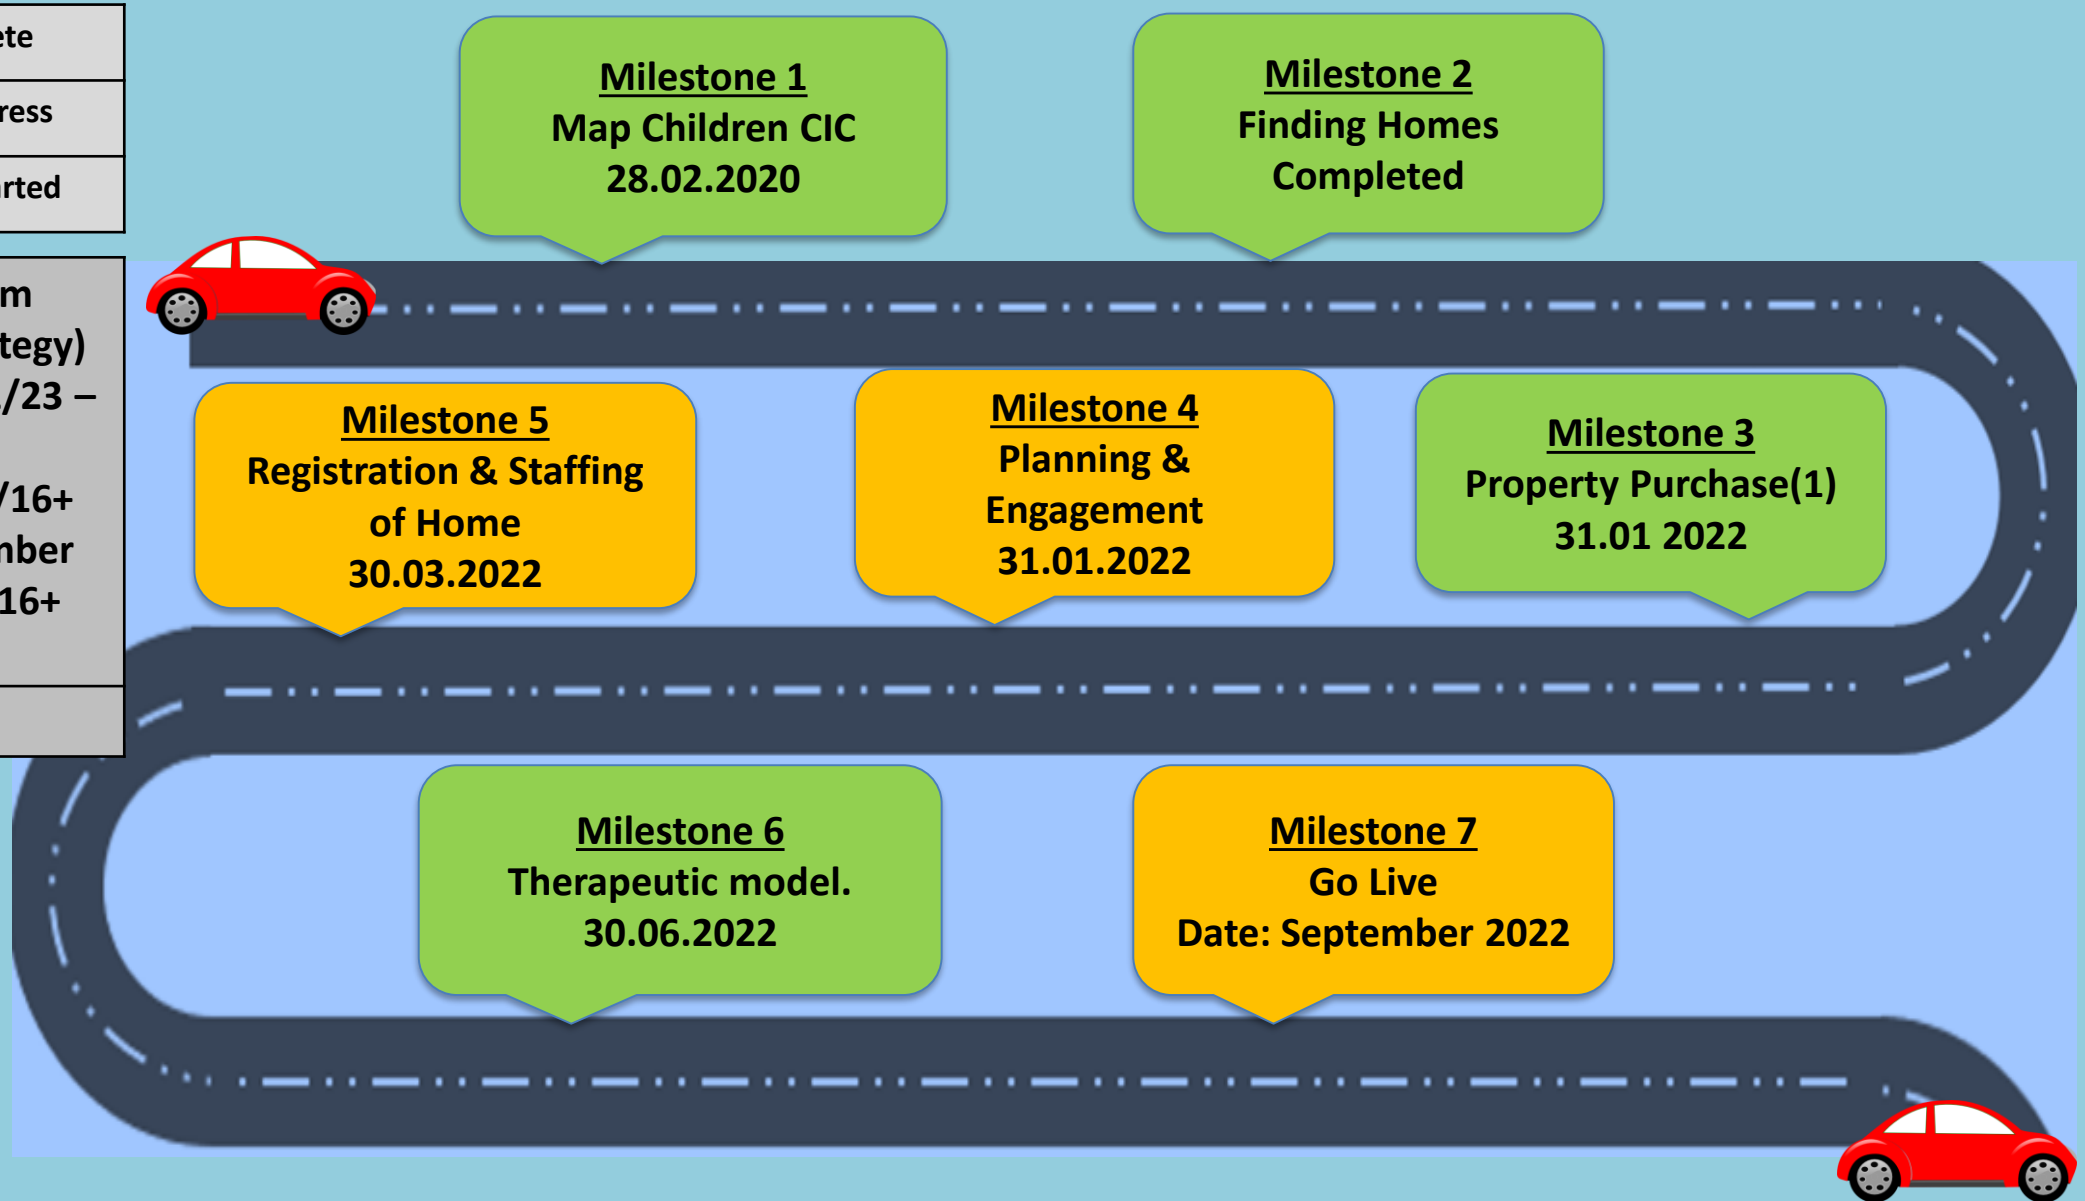 Milestone 1
Map Children CIC
28.02.2020
Milestone 2
Finding Homes
Completed
Milestone 5
Registration & Staffing
of Home
30.03.2022
Milestone 4
Planning &
Engagement
31.01.2022
Milestone 3
Property Purchase(1)
31.01 2022
Milestone 6
Therapeutic model.
30.06.2022
Milestone 7
Go Live
Date: September 2022
ete
ress
arted
m
tegy)
/23 –
/16+
mber
16+